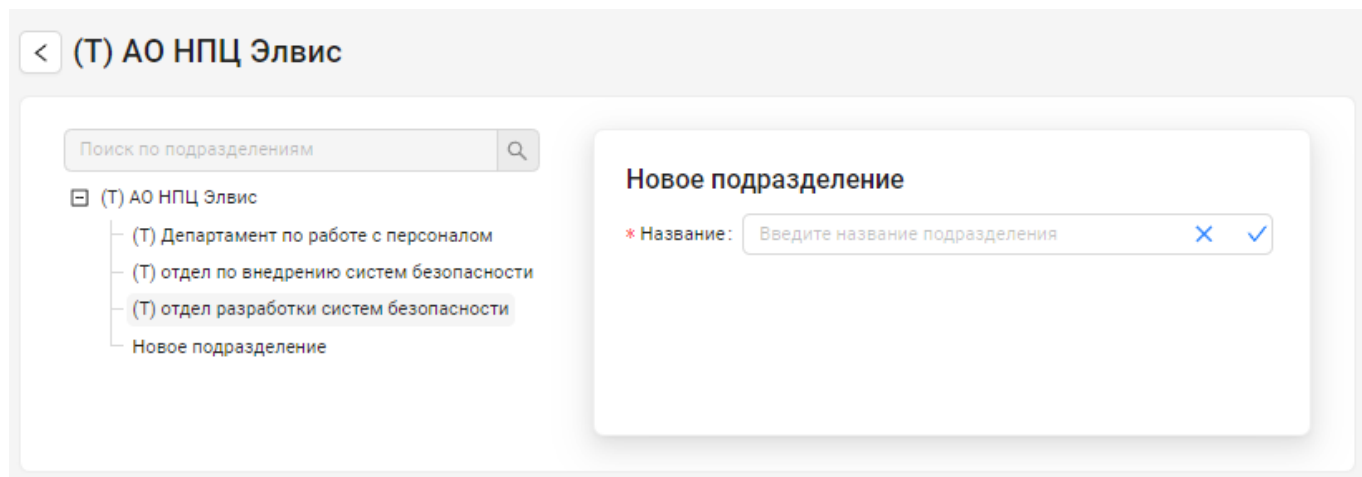 (Т) АО НПЦ Элвис
Поиск по подразделениям
(Т) АО НПЦ Элвис
(Т) Департамент по работе с персоналом
(Т) отдел по внедрению систем безопасности
(Т) отдел разработки систем безопасности
Новое подразделение
Новое подразделение
* Название: Введите название подразделения